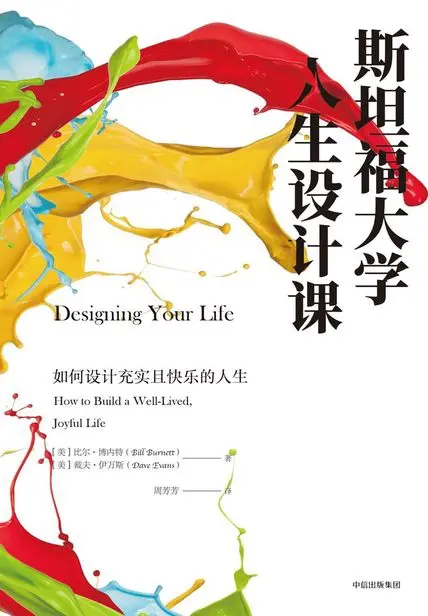 斯坦福大学
人生设计课
Designing Your Life
如何设计充实且快乐的人生
How to Build a Well-Lived,
Joyful Life
[美]比尔·博内特(Bill Burnett)
[美]戴夫·伊万斯(Dave Evans)
著
周芳芳——译
中信出版集团